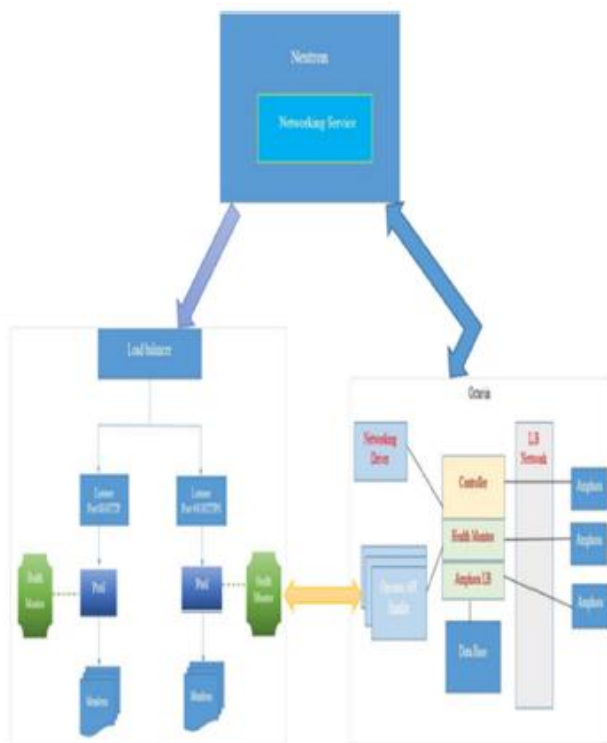 Neutron
Networking Service
Load balancer
Octavia
Networking
Driver
LB
Network
Controller
Amphora
Listener
Port 80 HTTP
Listener
Port 443 HTTPS
Health Monitor
Amphora
Health
Monitor
Pool
Pool
Health
Monitor
Amphora LB
Amphora
Data Base
Members
Members